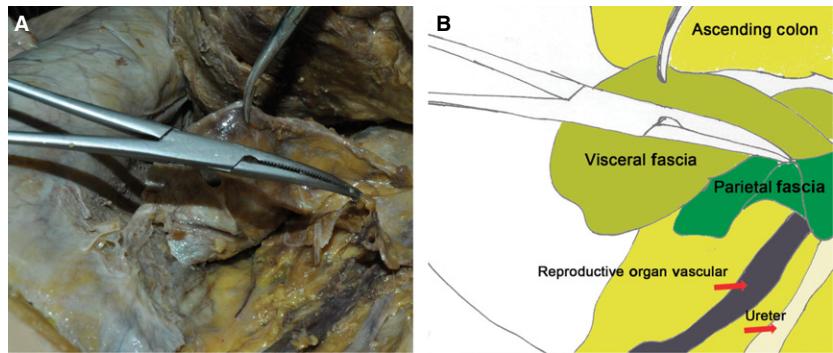 A
B
Ascending colon
Visceral fascia
Parietal fascia
Reproductive organ vascular
Ureter